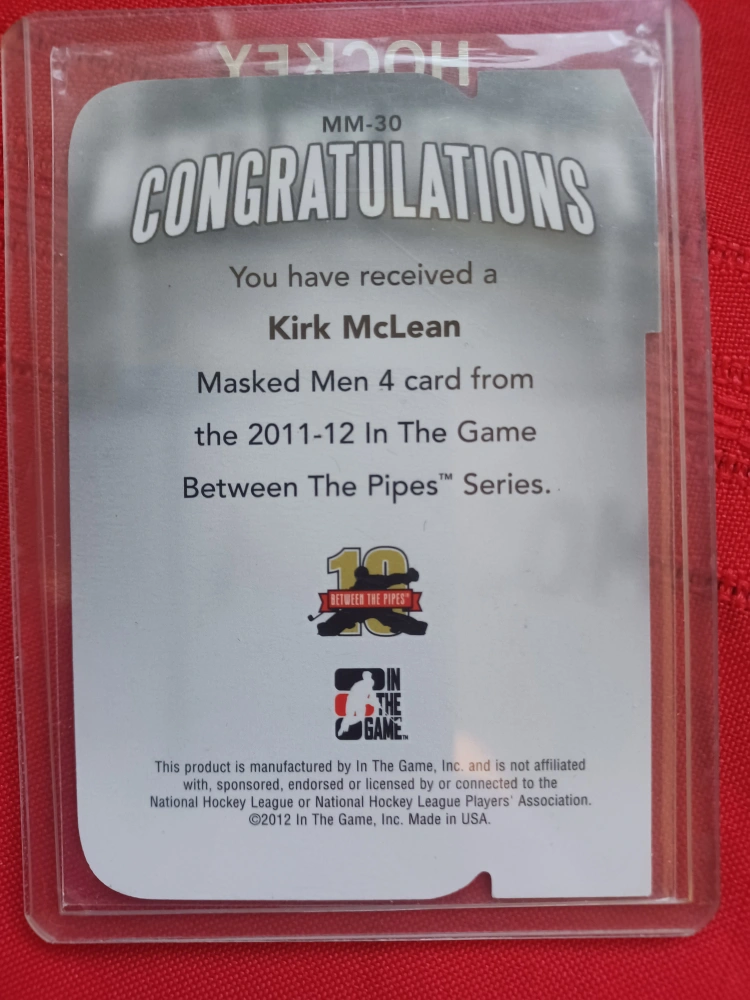 HOCKEY
MM-30
CONGRATULATIONS
You have received a
Kirk McLean
Masked Men 4 card from
the 2011-12 In The Game
Between The Pipes™ Series.
10
BETWEEN THE PIPES™
IN
THE
GAME™
This product is manufactured by In The Game, Inc. and is not affiliated
with, sponsored, endorsed or licensed by or connected to the
National Hockey League or National Hockey League Players' Association.
©2012 In The Game, Inc. Made in USA.